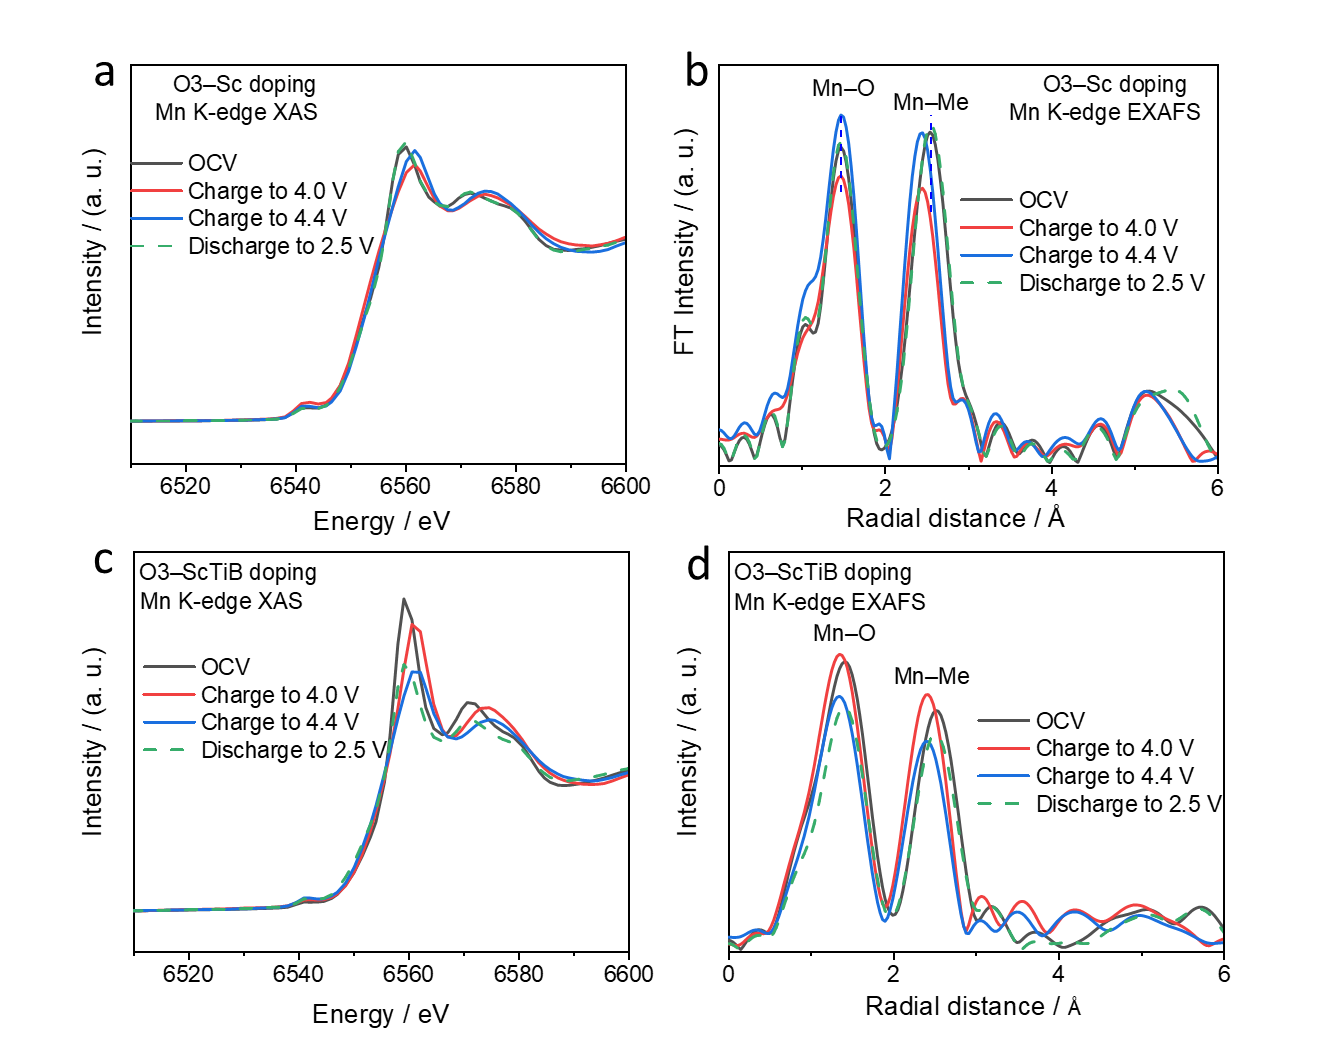 a
O3–Sc doping
Mn K-edge XAS
OCV
Charge to 4.0 V
Charge to 4.4 V
Discharge to 2.5 V
Intensity / (a. u.)
6520 6540 6560 6580 6600
Energy / eV
b
Mn–O
Mn–Me
O3–Sc doping
Mn K-edge EXAFS
OCV
Charge to 4.0 V
Charge to 4.4 V
Discharge to 2.5 V
FT Intensity / (a. u.)
0 2 4 6
Radial distance / Å
c
O3–ScTiB doping
Mn K-edge XAS
OCV
Charge to 4.0 V
Charge to 4.4 V
Discharge to 2.5 V
Intensity / (a. u.)
6520 6540 6560 6580 6600
Energy / eV
d
O3–ScTiB doping
Mn K-edge EXAFS
Mn–O
Mn–Me
OCV
Charge to 4.0 V
Charge to 4.4 V
Discharge to 2.5 V
Intensity / (a. u.)
0 2 4 6
Radial distance / Å